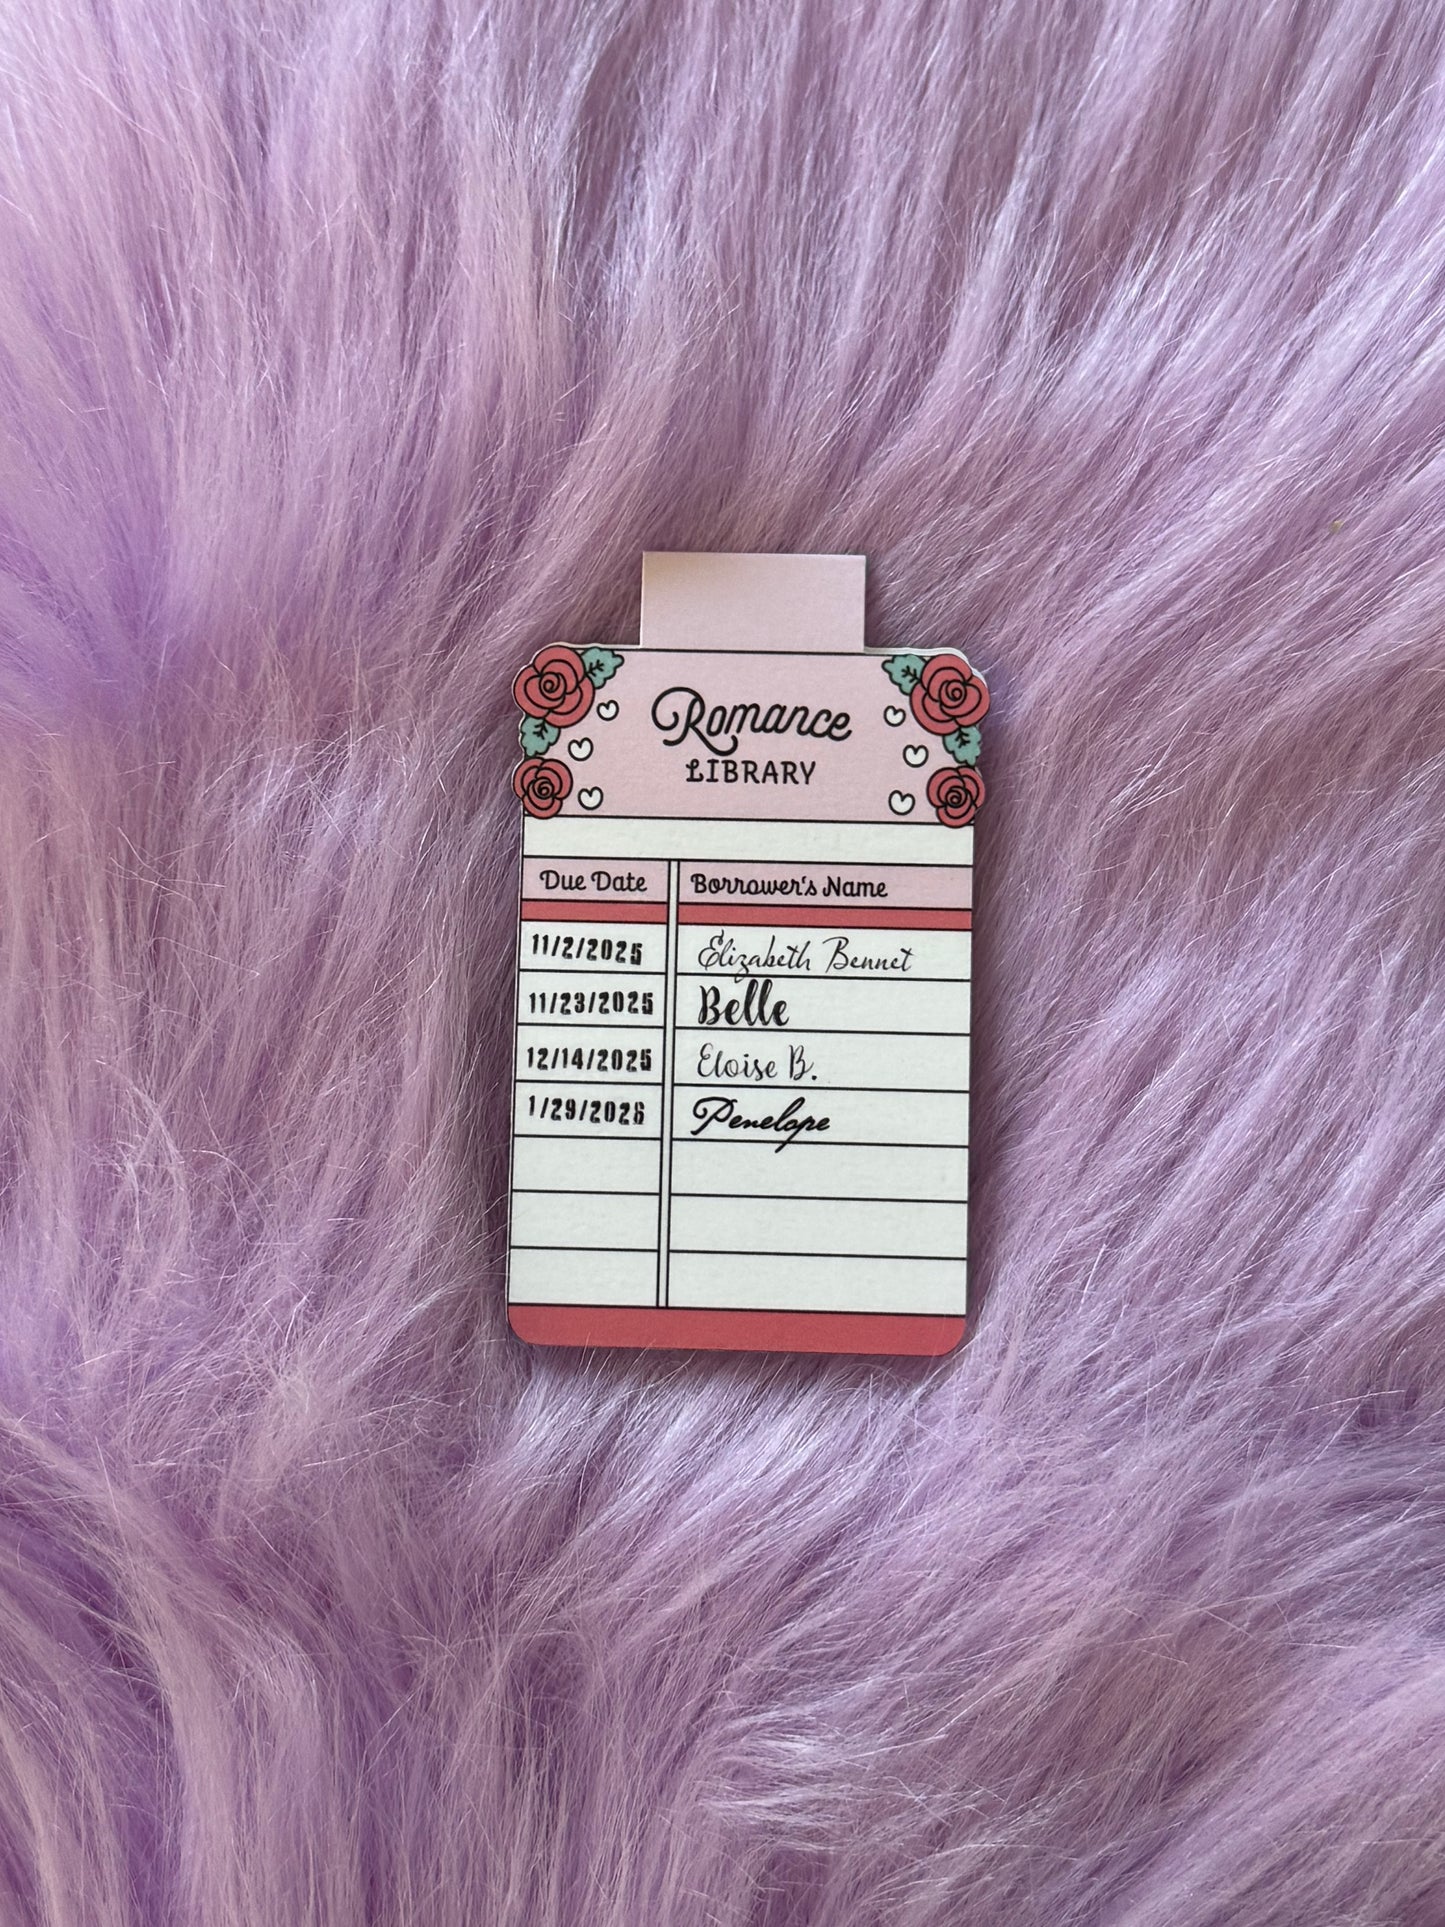 Romance
LIBRARY
Due Date Borrower's Name
11/2/2025 Elizabeth Bennet
11/23/2025 Belle
12/14/2025 Eloise B.
1/29/2026 Penelope